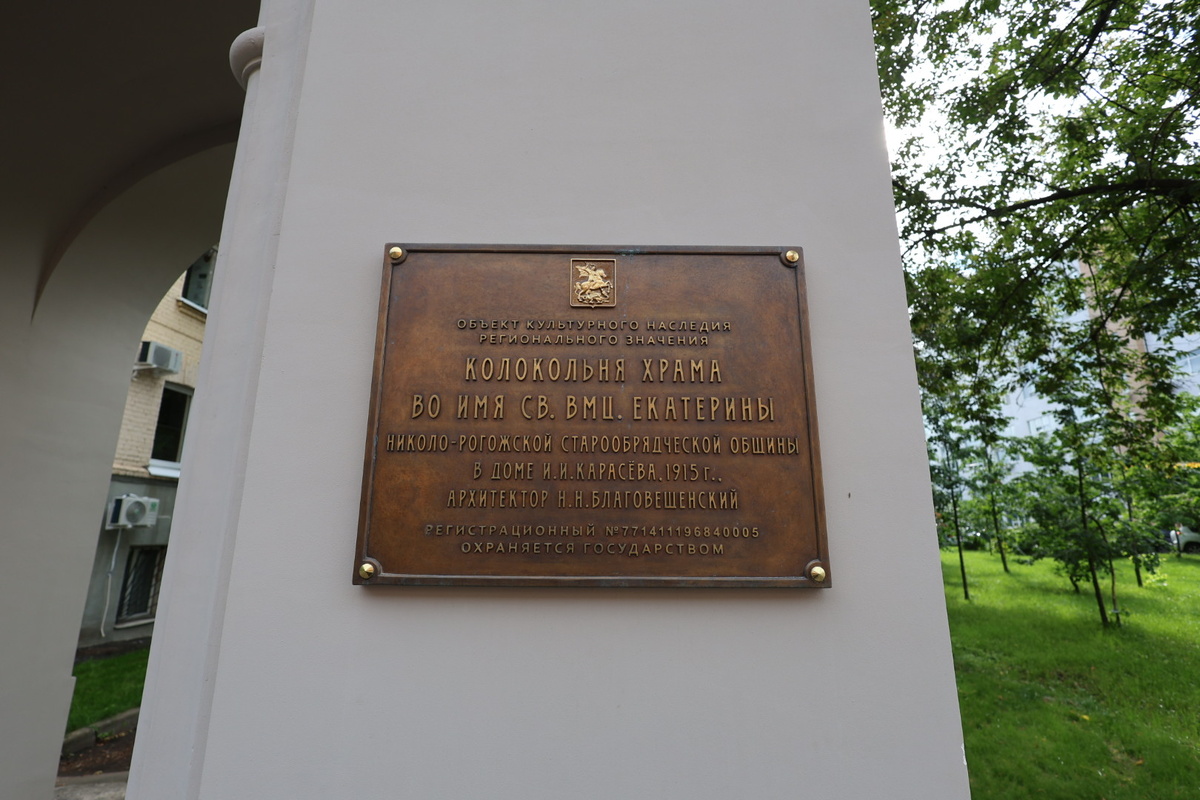 ОБЪЕКТ КУЛЬТУРНОГО НАСЛЕДИЯ
РЕГИОНАЛЬНОГО ЗНАЧЕНИЯ
КОЛОКОЛЬНЯ ХРАМА
ВО ИМЯ СВ. ВМЦ. ЕКАТЕРИНЫ
НИКОЛО-РОГОЖСКОЙ СТАРООБРЯДЧЕСКОЙ ОБЩИНЫ
В ДОМЕ И.И.КАРАСЁВА, 1915 г.,
АРХИТЕКТОР Н.Н.БЛАГОВЕЩЕНСКИЙ
РЕГИСТРАЦИОННЫЙ №771411196840005
ОХРАНЯЕТСЯ ГОСУДАРСТВОМ